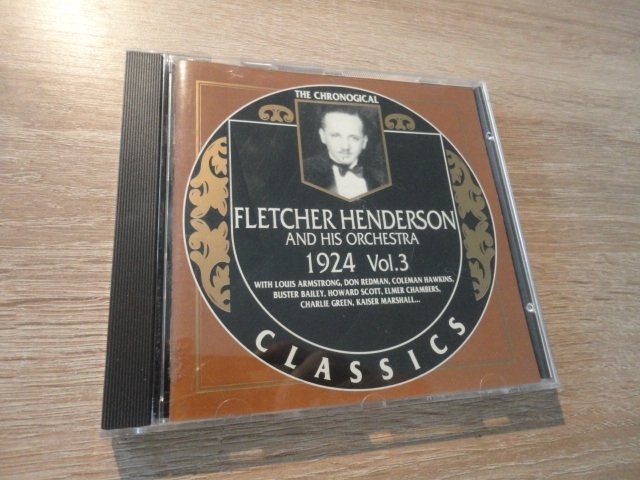 THE CHRONOGICAL
FLETCHER HENDERSON
AND HIS ORCHESTRA
1924 Vol.3
WITH LOUIS ARMSTRONG, DON REDMAN, COLEMAN HAWKINS,
BUSTER BAILEY, HOWARD SCOTT, ELMER CHAMBERS,
CHARLIE GREEN, KAISER MARSHALL...
CLASSICS